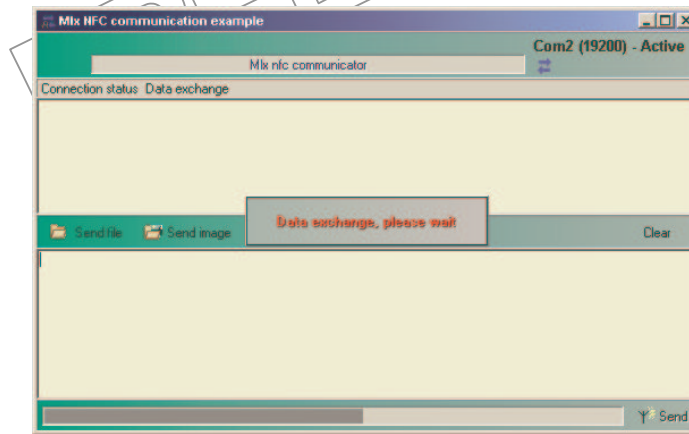 Mlx NFC communication example
Com2 (19200) - Active
Mlx nfc communicator
Connection status Data exchange
Data exchange, please wait
Send file Send image Clear
Send